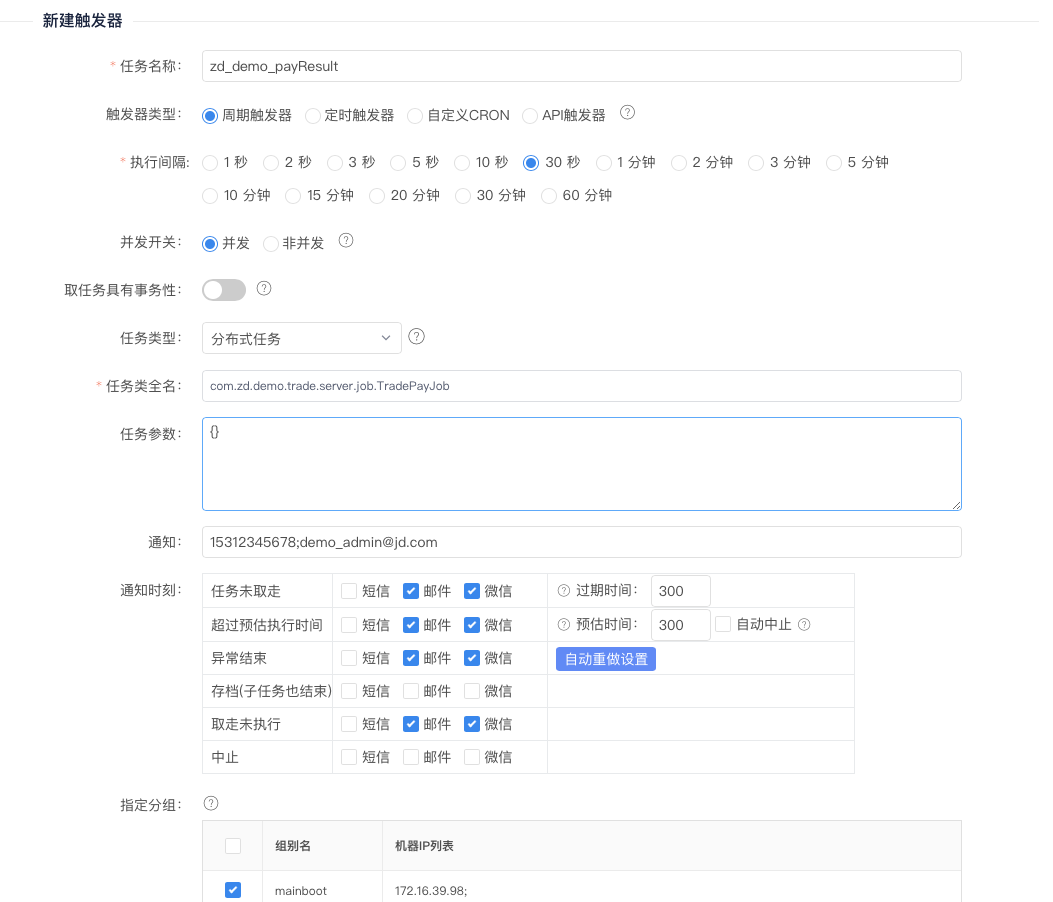 新建触发器
* 任务名称： zd_demo_payResult
触发器类型： 周期触发器 定时触发器 自定义CRON API触发器 ?
* 执行间隔: 1 秒 2 秒 3 秒 5 秒 10 秒 30 秒 1 分钟 2 分钟 3 分钟 5 分钟
10 分钟 15 分钟 20 分钟 30 分钟 60 分钟
并发开关： 并发 非并发 ?
取任务具有事务性： ?
任务类型： 分布式任务 ?
* 任务类全名： com.zd.demo.trade.server.job.TradePayJob
任务参数： {}
通知： 15312345678;demo_admin@jd.com
通知时刻： 任务未取走 短信 邮件 微信 ? 过期时间： 300
超过预估执行时间 短信 邮件 微信 ? 预估时间： 300 自动中止 ?
异常结束 短信 邮件 微信 自动重做设置
存档(子任务也结束) 短信 邮件 微信
取走未执行 短信 邮件 微信
中止 短信 邮件 微信
指定分组： ?
组别名 机器IP列表
mainboot 172.16.39.98;